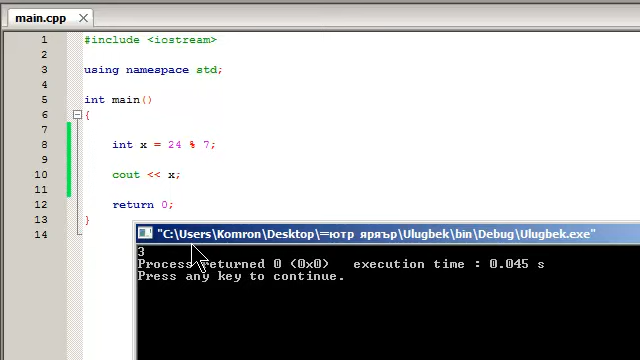 main.cpp
1 #include <iostream>
2
3 using namespace std;
4
5 int main()
6 {
7
8 int x = 24 % 7;
9
10 cout << x;
11
12 return 0;
13 }
14
"C:\Users\Komron\Desktop\=ютр яряър\Ulugbek\bin\Debug\Ulugbek.exe"
3
Process returned 0 (0x0) execution time : 0.045 s
Press any key to continue.